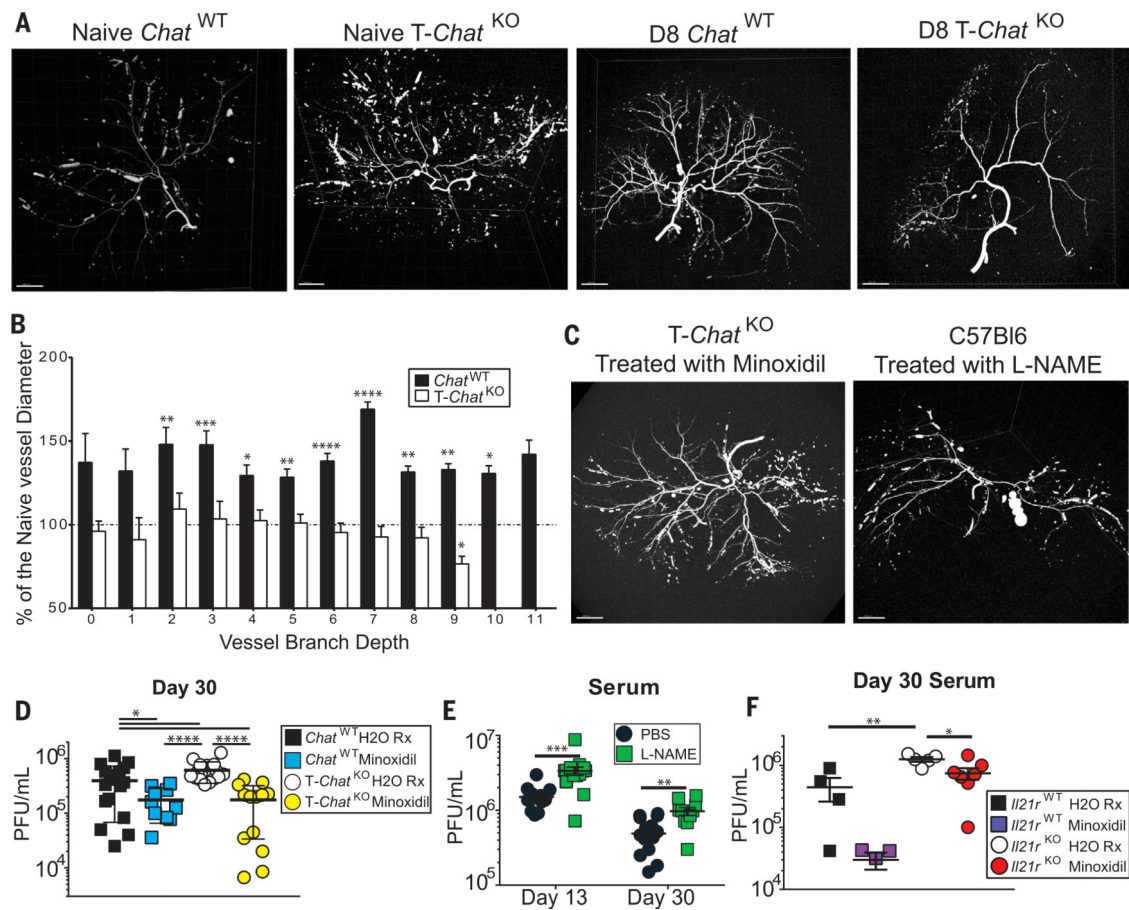 A
Naive Chat WT
Naive T-Chat KO
D8 Chat WT
D8 T-Chat KO
B
% of the Naive vessel Diameter
200
150
100
50
Chat WT
T-Chat KO
** *** * ** **** **** ** ** * *
0 1 2 3 4 5 6 7 8 9 10 11
Vessel Branch Depth
C
T-Chat KO
Treated with Minoxidil
C57Bl6
Treated with L-NAME
D
Day 30
PFU/mL
10^6
10^5
10^4
*
**** ****
Chat WT H2O Rx
Chat WT Minoxidil
T-Chat KO H2O Rx
T-Chat KO Minoxidil
E
Serum
PFU/mL
10^7
10^6
10^5
PBS
L-NAME
***
**
Day 13 Day 30
F
Day 30 Serum
PFU/mL
10^6
10^5
10^4
**
*
Il21r WT H2O Rx
Il21r WT Minoxidil
Il21r KO H2O Rx
Il21r KO Minoxidil